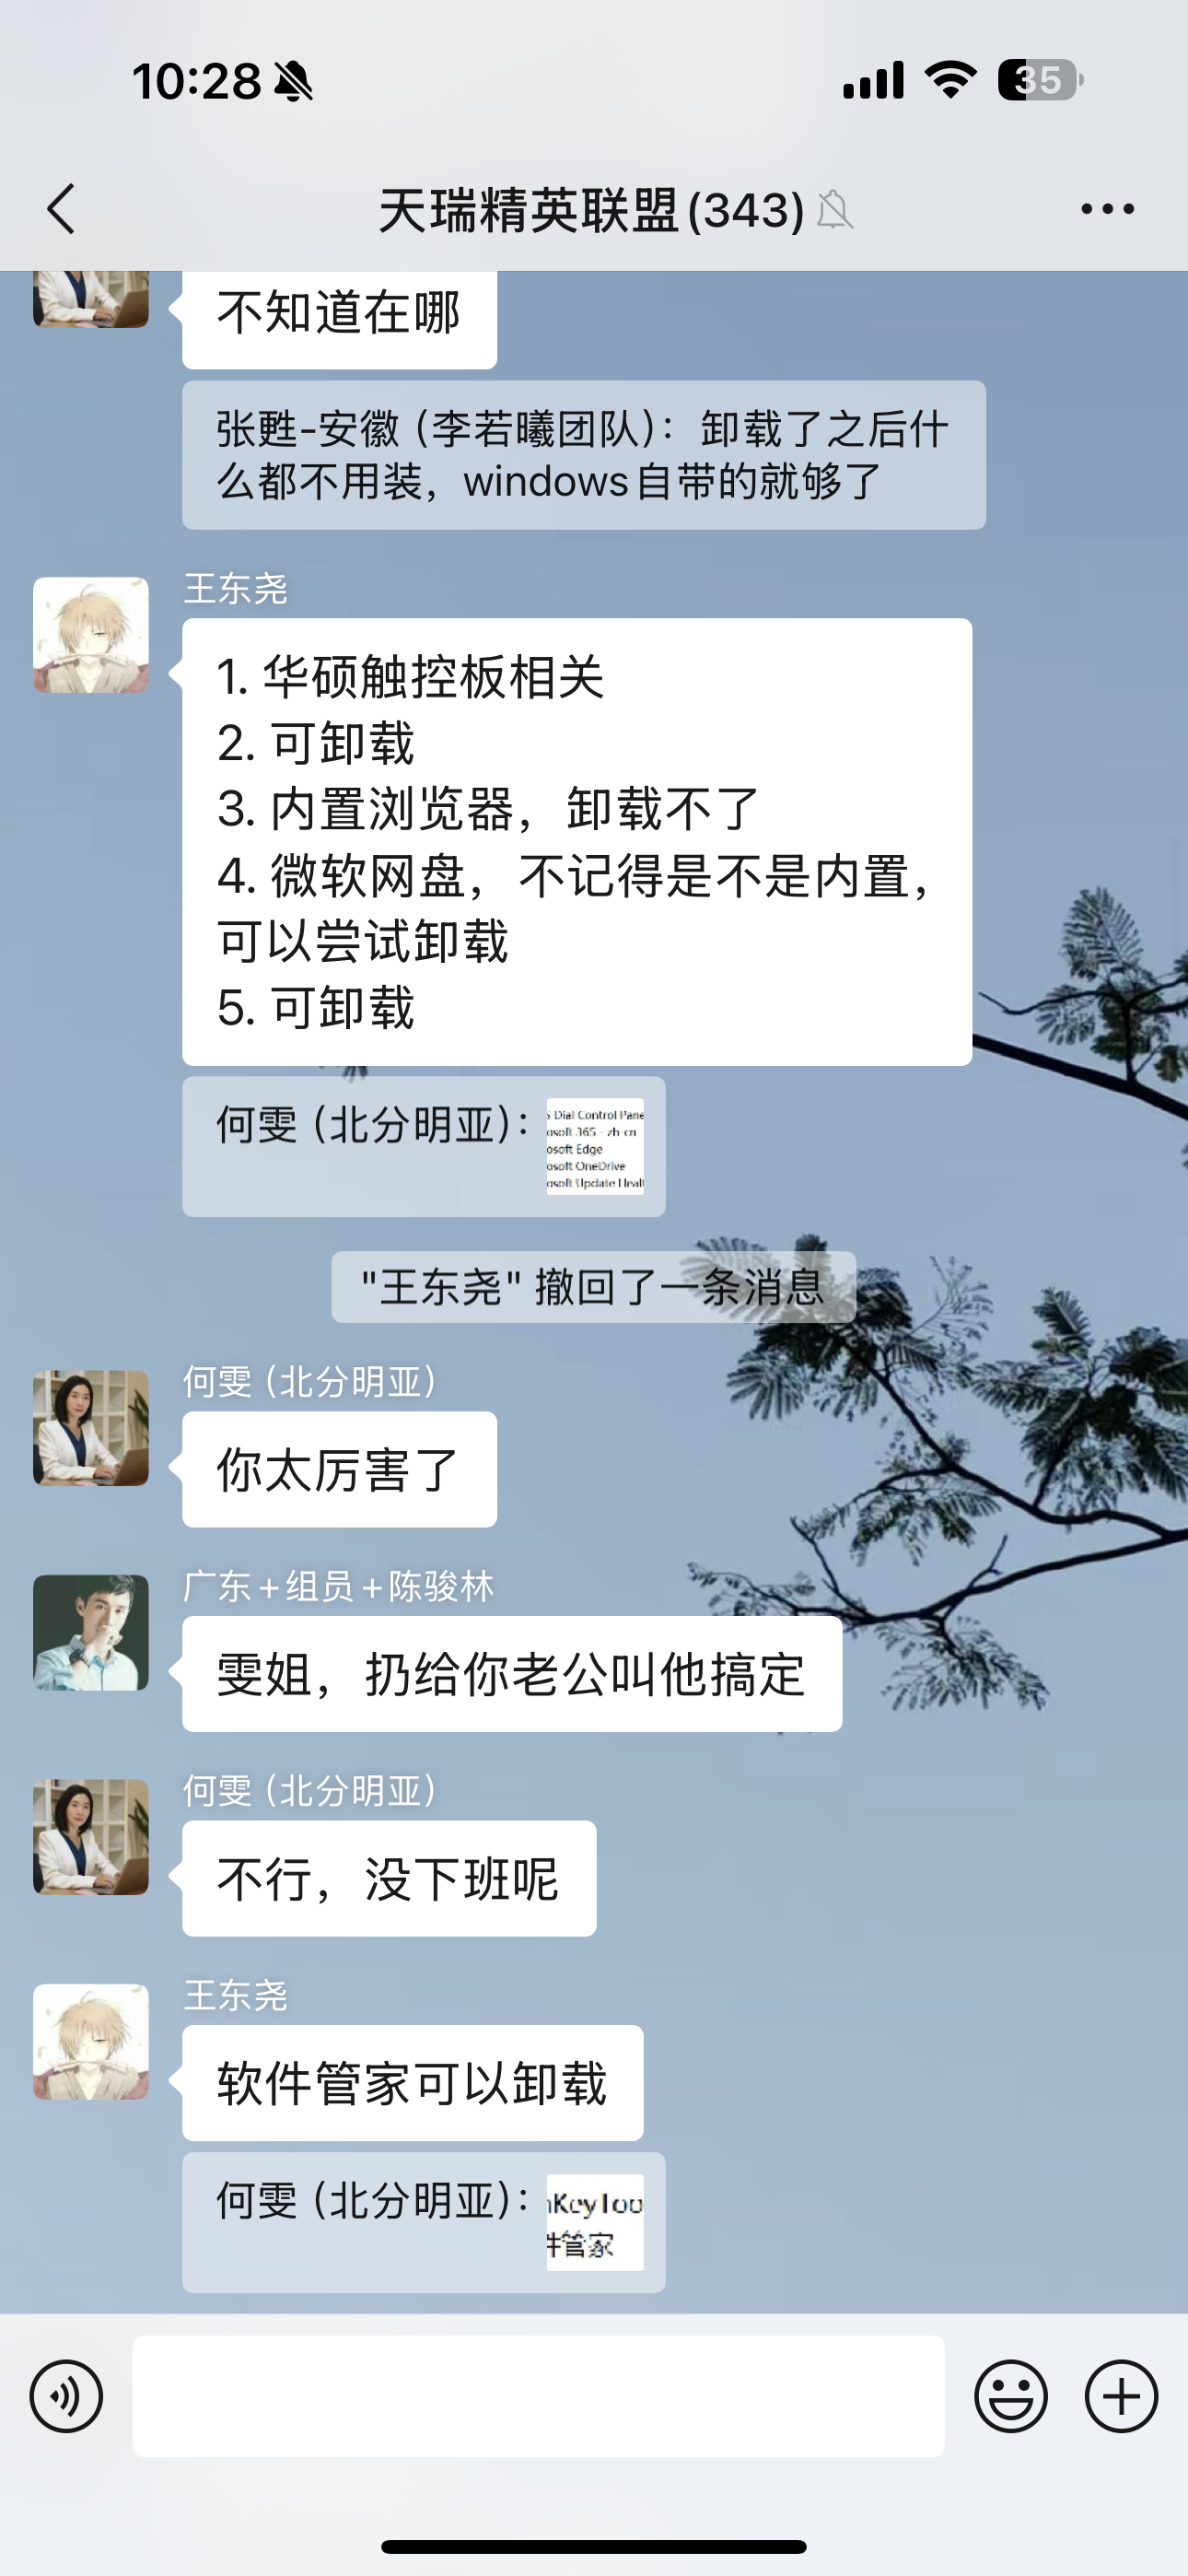 10:28
35
天瑞精英联盟(343)
不知道在哪
张甦-安徽（李若曦团队）：卸载了之后什
么都不用装，windows自带的就够了
王东尧
1. 华硕触控板相关
2. 可卸载
3. 内置浏览器，卸载不了
4. 微软网盘，不记得是不是内置，
可以尝试卸载
5. 可卸载
何雯（北分明亚）：
s Dial Control Pane
osoft 365 - zh-cn
osoft Edge
osoft OneDrive
osoft Update Healt
"王东尧" 撤回了一条消息
何雯（北分明亚）
你太厉害了
广东+组员+陈骏林
雯姐，扔给你老公叫他搞定
何雯（北分明亚）
不行，没下班呢
王东尧
软件管家可以卸载
何雯（北分明亚）：
nKeyToo
件管家